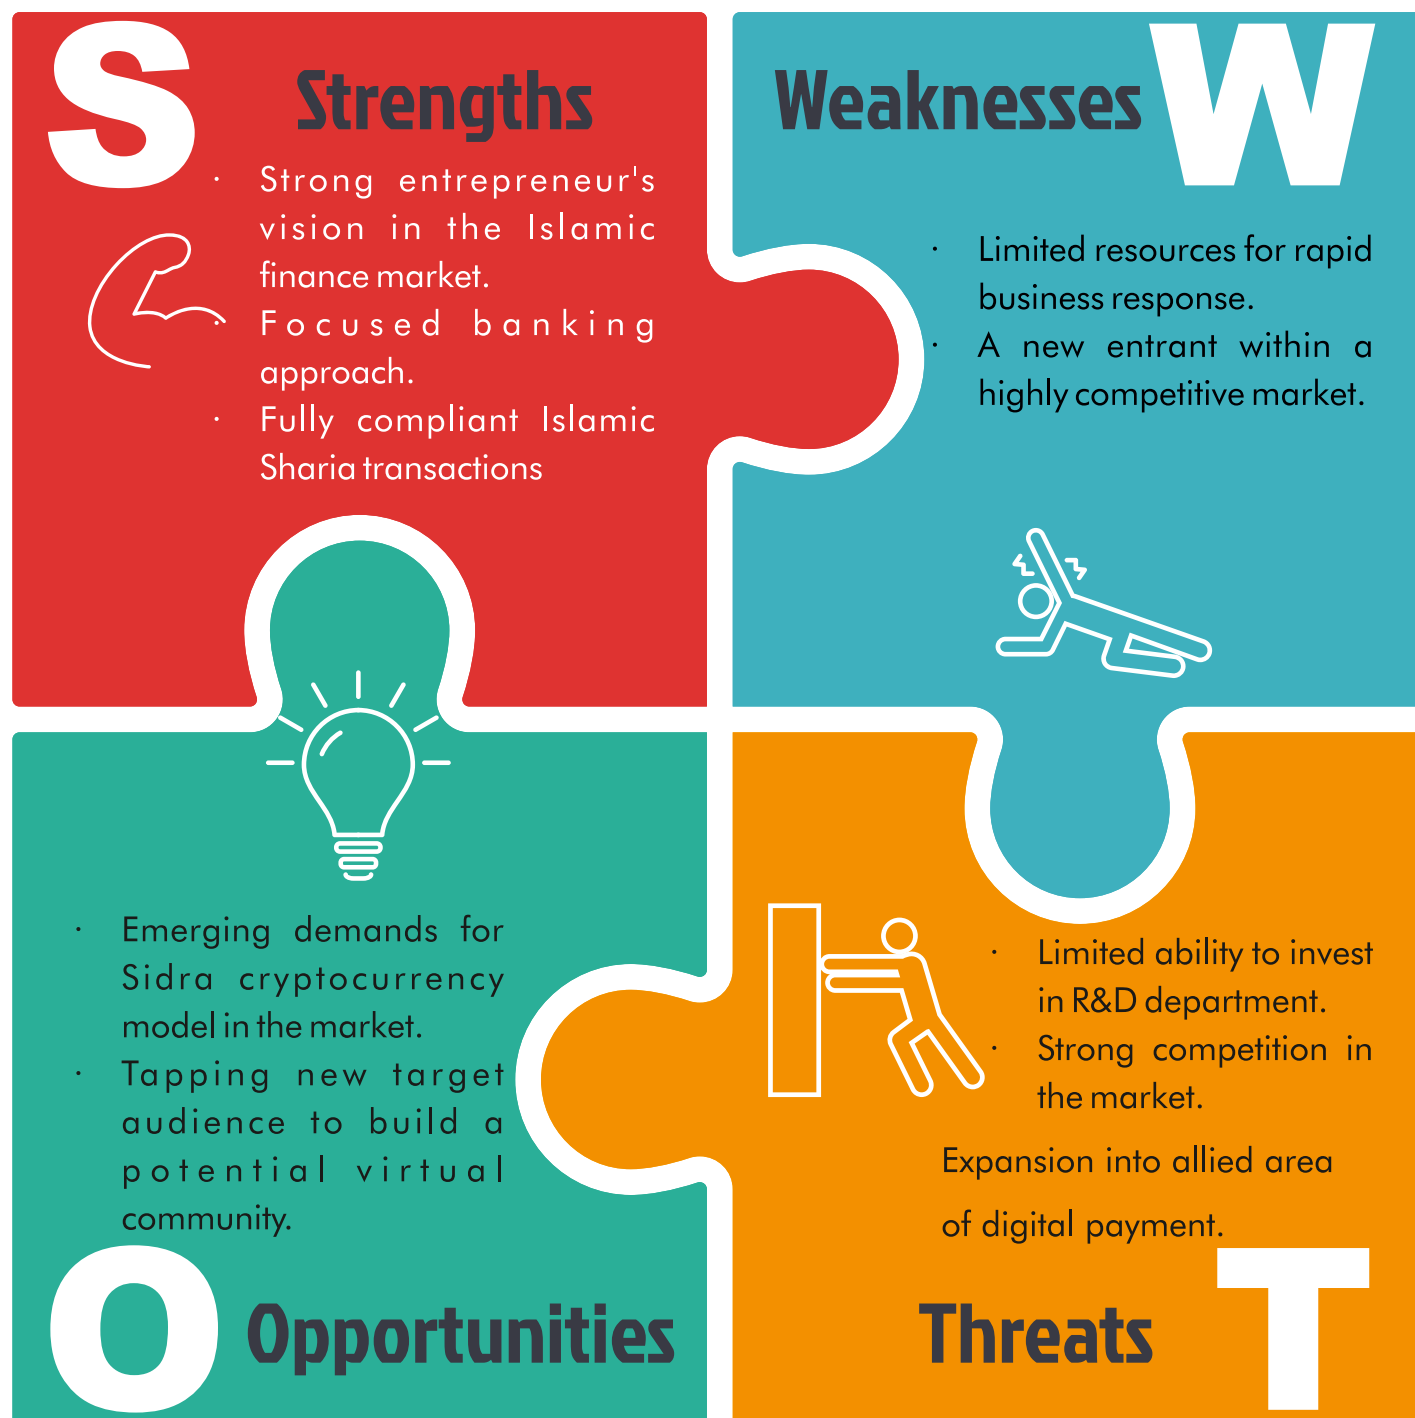 S
Strengths
· Strong entrepreneur's
vision in the Islamic
finance market.
· Focused banking
approach.
· Fully compliant Islamic
Sharia transactions
Weaknesses
W
· Limited resources for rapid
business response.
· A new entrant within a
highly competitive market.
· Emerging demands for
Sidra cryptocurrency
model in the market.
· Tapping new target
audience to build a
potential virtual
community.
O
Opportunities
· Limited ability to invest
in R&D department.
· Strong competition in
the market.
Expansion into allied area
of digital payment.
Threats
T